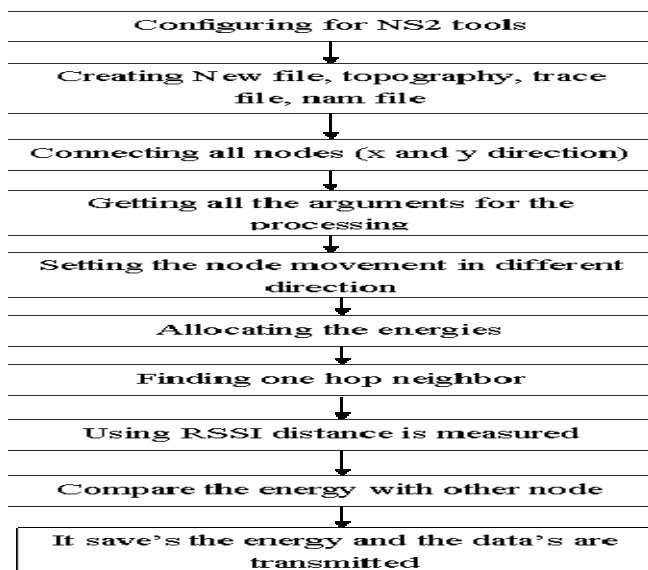 Configuring for NS2 tools
Creating New file, topography, trace
file, nam file
Connecting all nodes (x and y direction)
Getting all the arguments for the
processing
Setting the node movement in different
direction
Allocating the energies
Finding one hop neighbor
Using RSSI distance is measured
Compare the energy with other node
It save's the energy and the data's are
transmitted